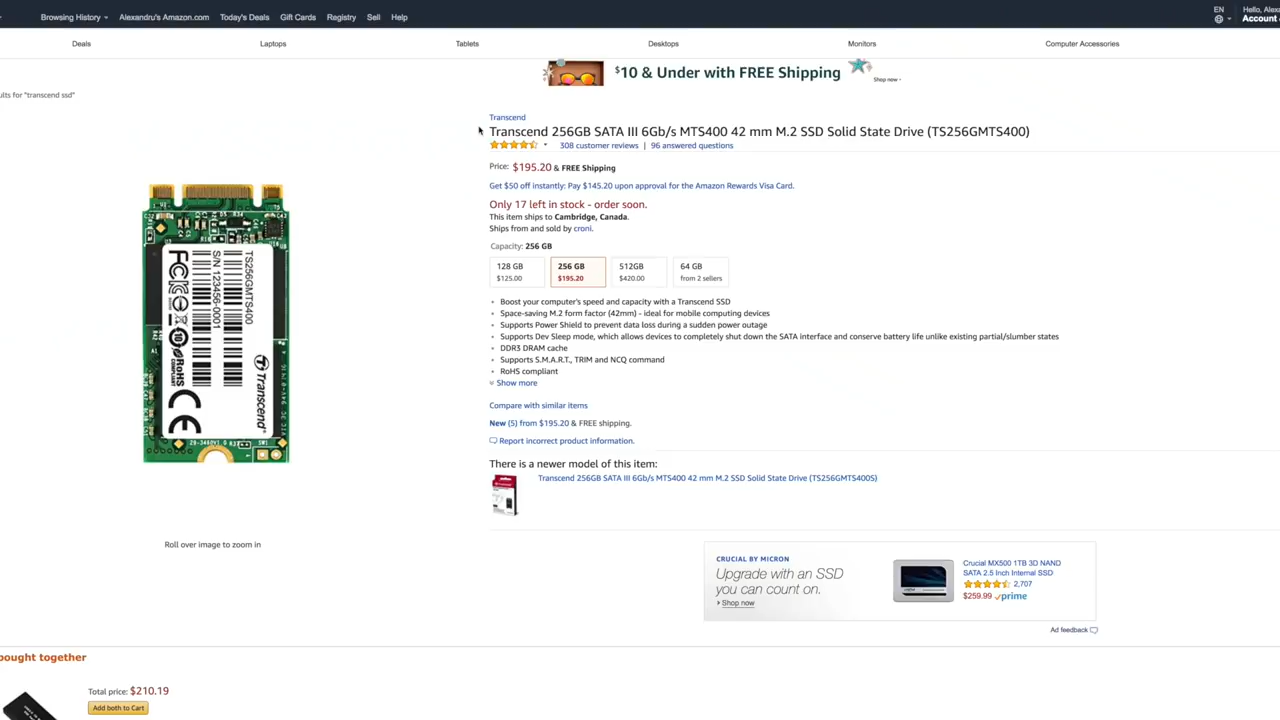 Browsing History Alexandru's Amazon.com Today's Deals Gift Cards Registry Sell Help
EN
Hello, Alex
Account
Deals Laptops Tablets Desktops Monitors Computer Accessories
$10 & Under with FREE Shipping
Shop now ›
ults for "transcend ssd"
Transcend
Transcend 256GB SATA III 6Gb/s MTS400 42 mm M.2 SSD Solid State Drive (TS256GMTS400)
308 customer reviews | 96 answered questions
Price: $195.20 & FREE Shipping
Get $50 off instantly: Pay $145.20 upon approval for the Amazon Rewards Visa Card.
Only 17 left in stock - order soon.
This item ships to Cambridge, Canada.
Ships from and sold by croni.
Capacity: 256 GB
128 GB 256 GB 512GB 64 GB
$125.00 $195.20 $420.00 from 2 sellers
Boost your computer's speed and capacity with a Transcend SSD
Space-saving M.2 form factor (42mm) - ideal for mobile computing devices
Supports Power Shield to prevent data loss during a sudden power outage
Supports Dev Sleep mode, which allows devices to completely shut down the SATA interface and conserve battery life unlike existing partial/slumber states
DDR3 DRAM cache
Supports S.M.A.R.T., TRIM and NCQ command
RoHS compliant
Show more
Compare with similar items
New (5) from $195.20 & FREE shipping.
Report incorrect product information.
There is a newer model of this item:
Transcend 256GB SATA III 6Gb/s MTS400 42 mm M.2 SSD Solid State Drive (TS256GMTS400S)
TS256GMTS400
S/N 123456-0001
FC
RoHS
COMPLIANT
Transcend
CE
Roll over image to zoom in
CRUCIAL BY MICRON
Upgrade with an SSD
you can count on.
Shop now
Crucial MX500 1TB 3D NAND
SATA 2.5 Inch Internal SSD
2,707
$259.99 prime
Ad feedback
bought together
Total price: $210.19
Add both to Cart